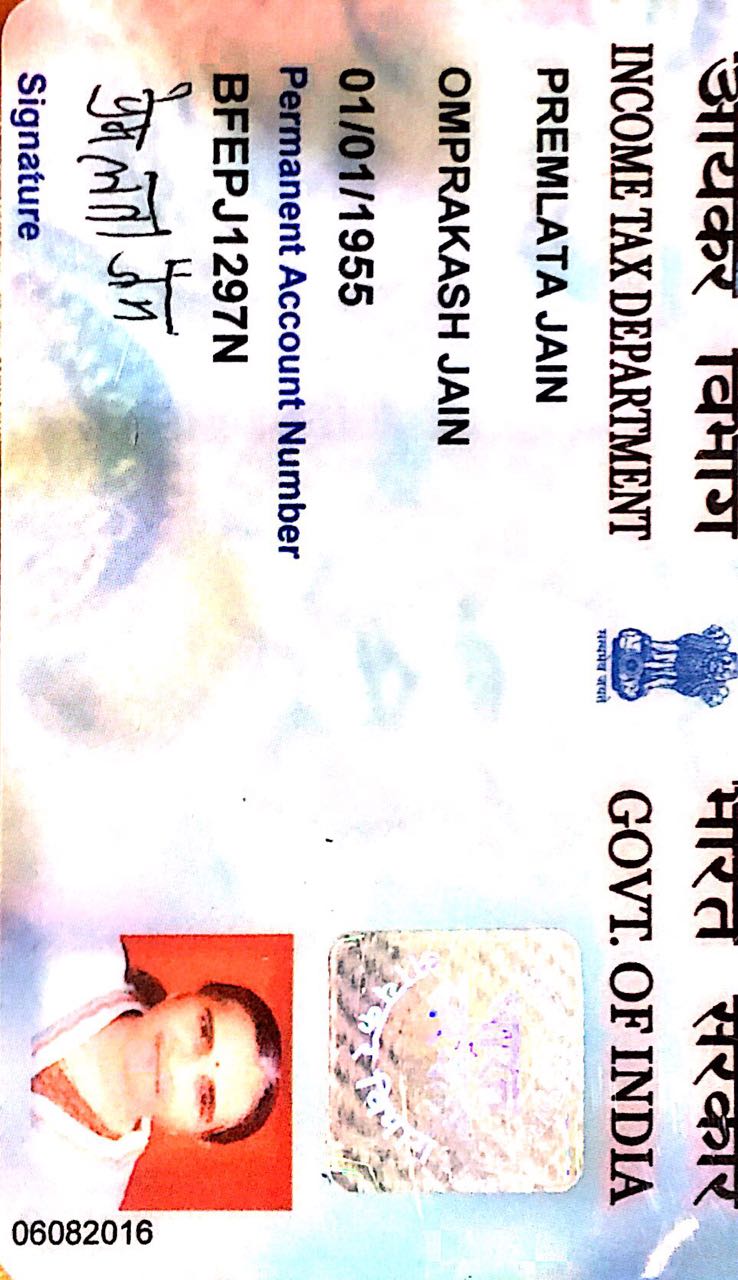 आयकर विभाग
INCOME TAX DEPARTMENT
सत्यमेव जयते
भारत सरकार
GOVT. OF INDIA
PREMLATA JAIN
OMPRAKASH JAIN
01/01/1955
Permanent Account Number
BFEPJ1297N
प्रेमलता जैन
Signature
आयकर विभाग
06082016